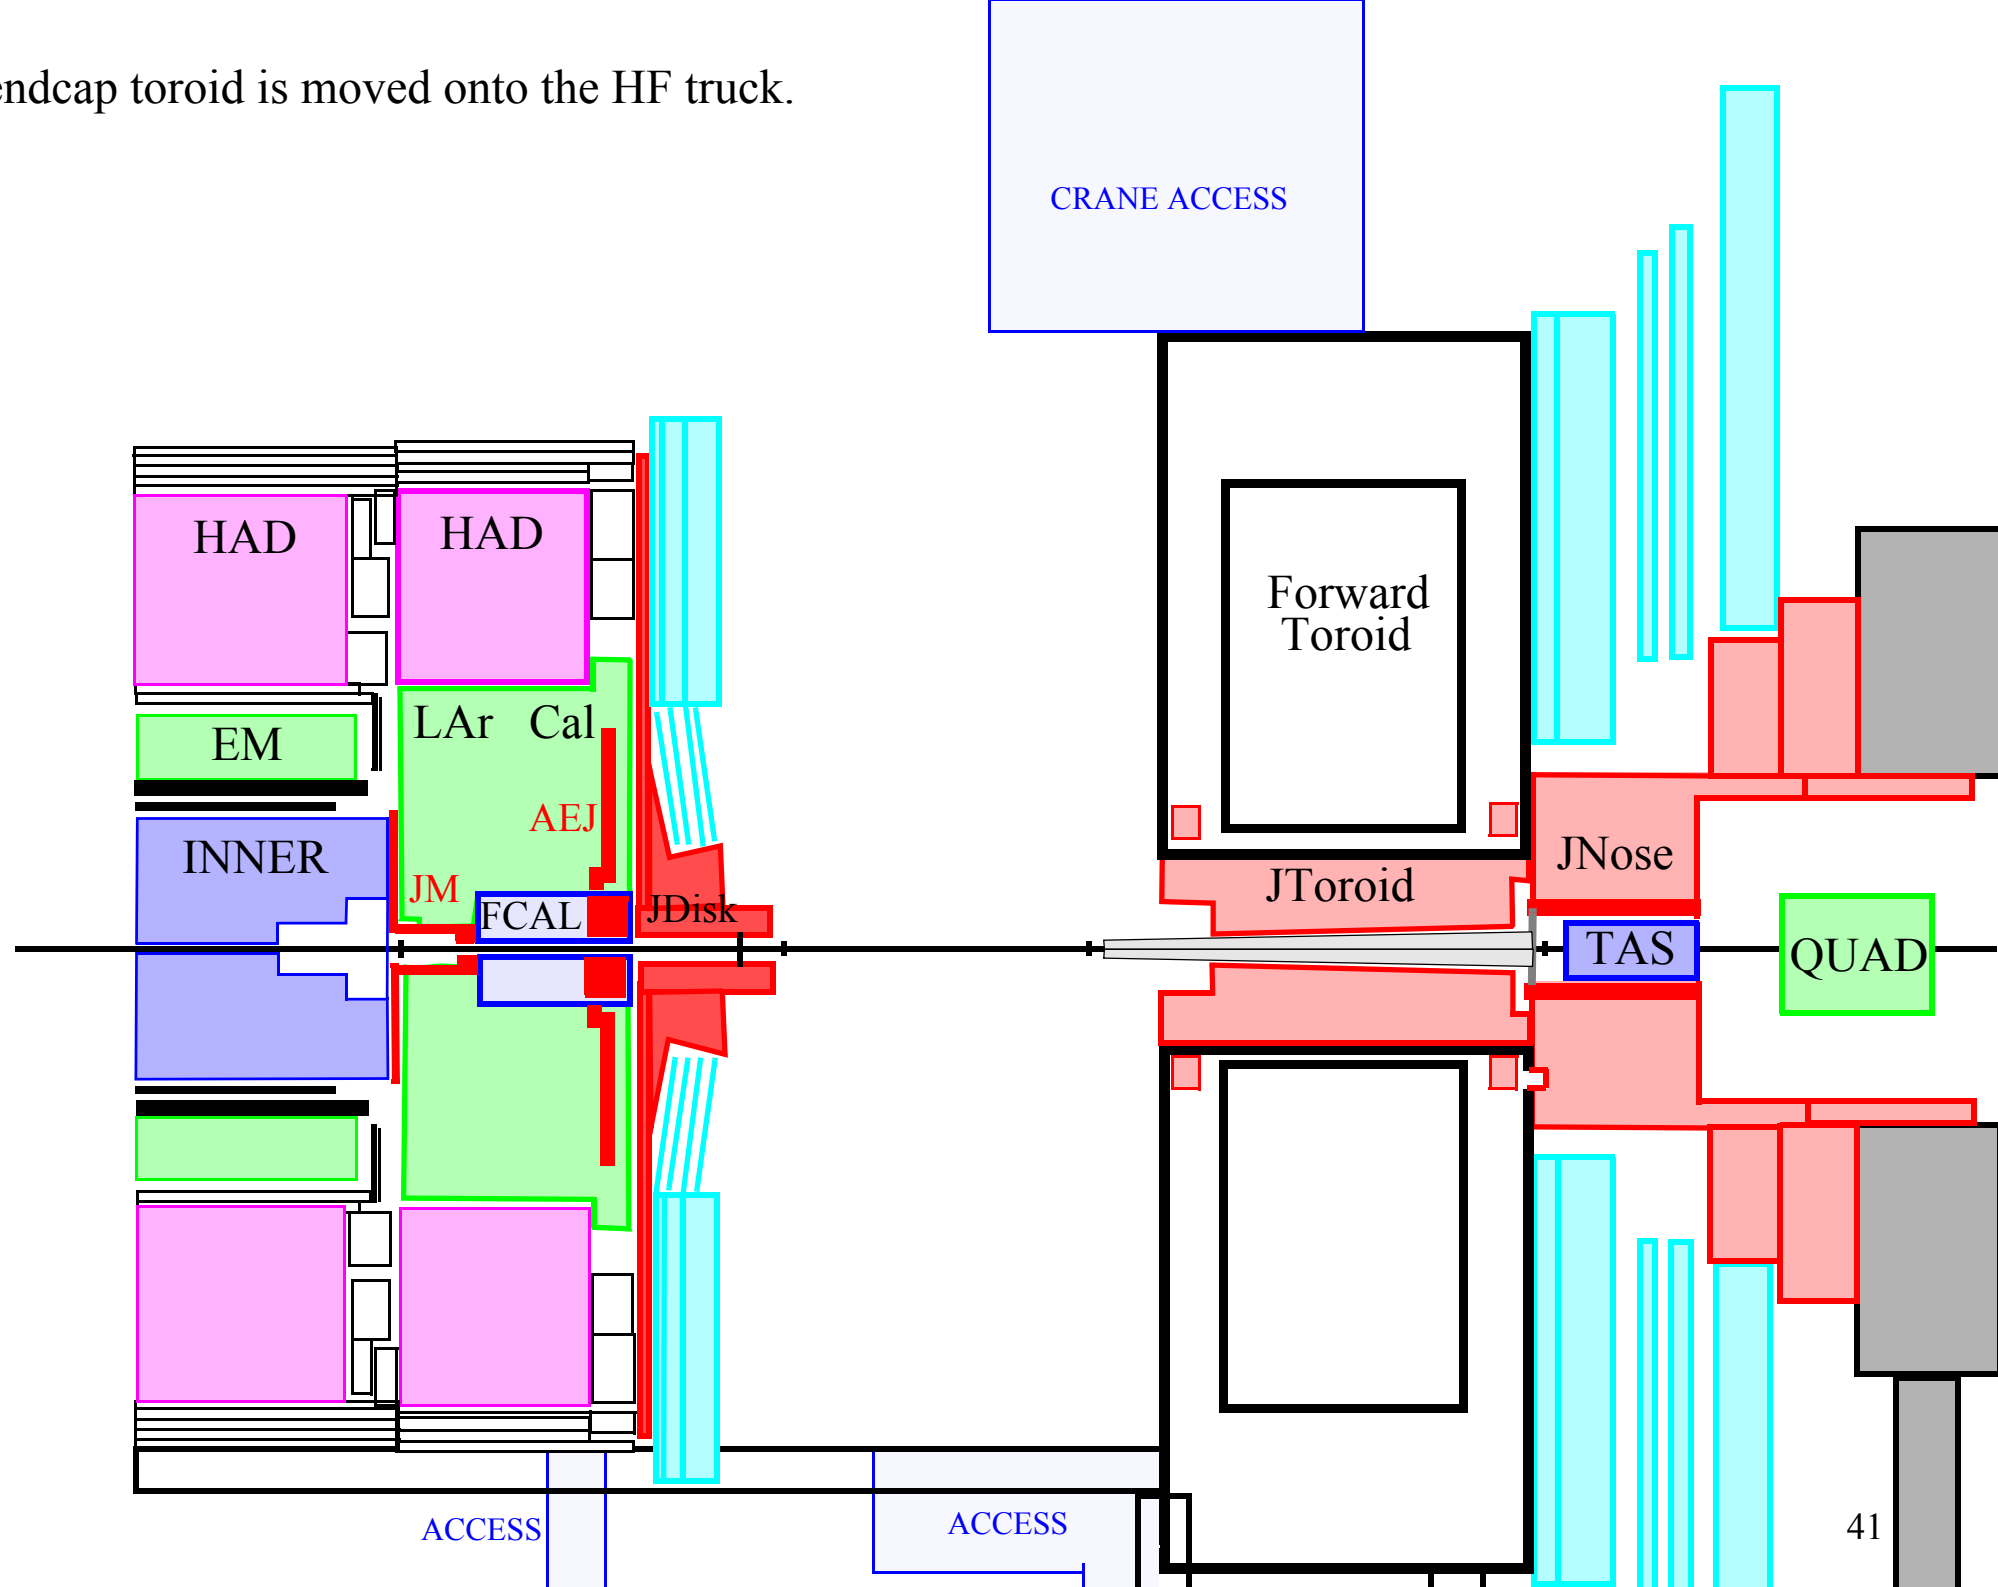 endcap toroid is moved onto the HF truck.
CRANE ACCESS
HAD
HAD
Forward
Toroid
LAr Cal
EM
AEJ
INNER
JM
FCAL
JDisk
JToroid
JNose
TAS
QUAD
ACCESS
ACCESS
41